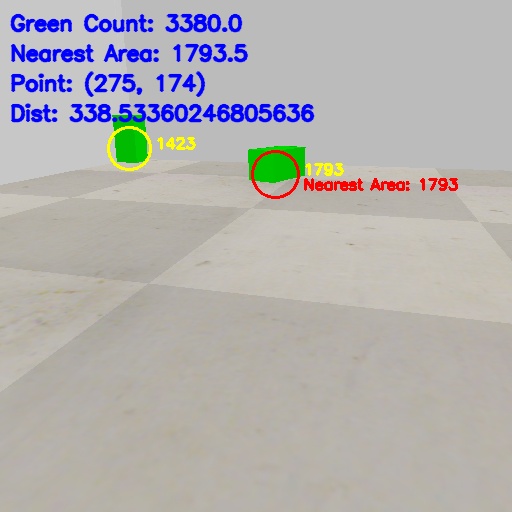 Green Count: 3380.0
Nearest Area: 1793.5
Point: (275, 174)
Dist: 338.53360246805636
1423
1793
Nearest Area: 1793